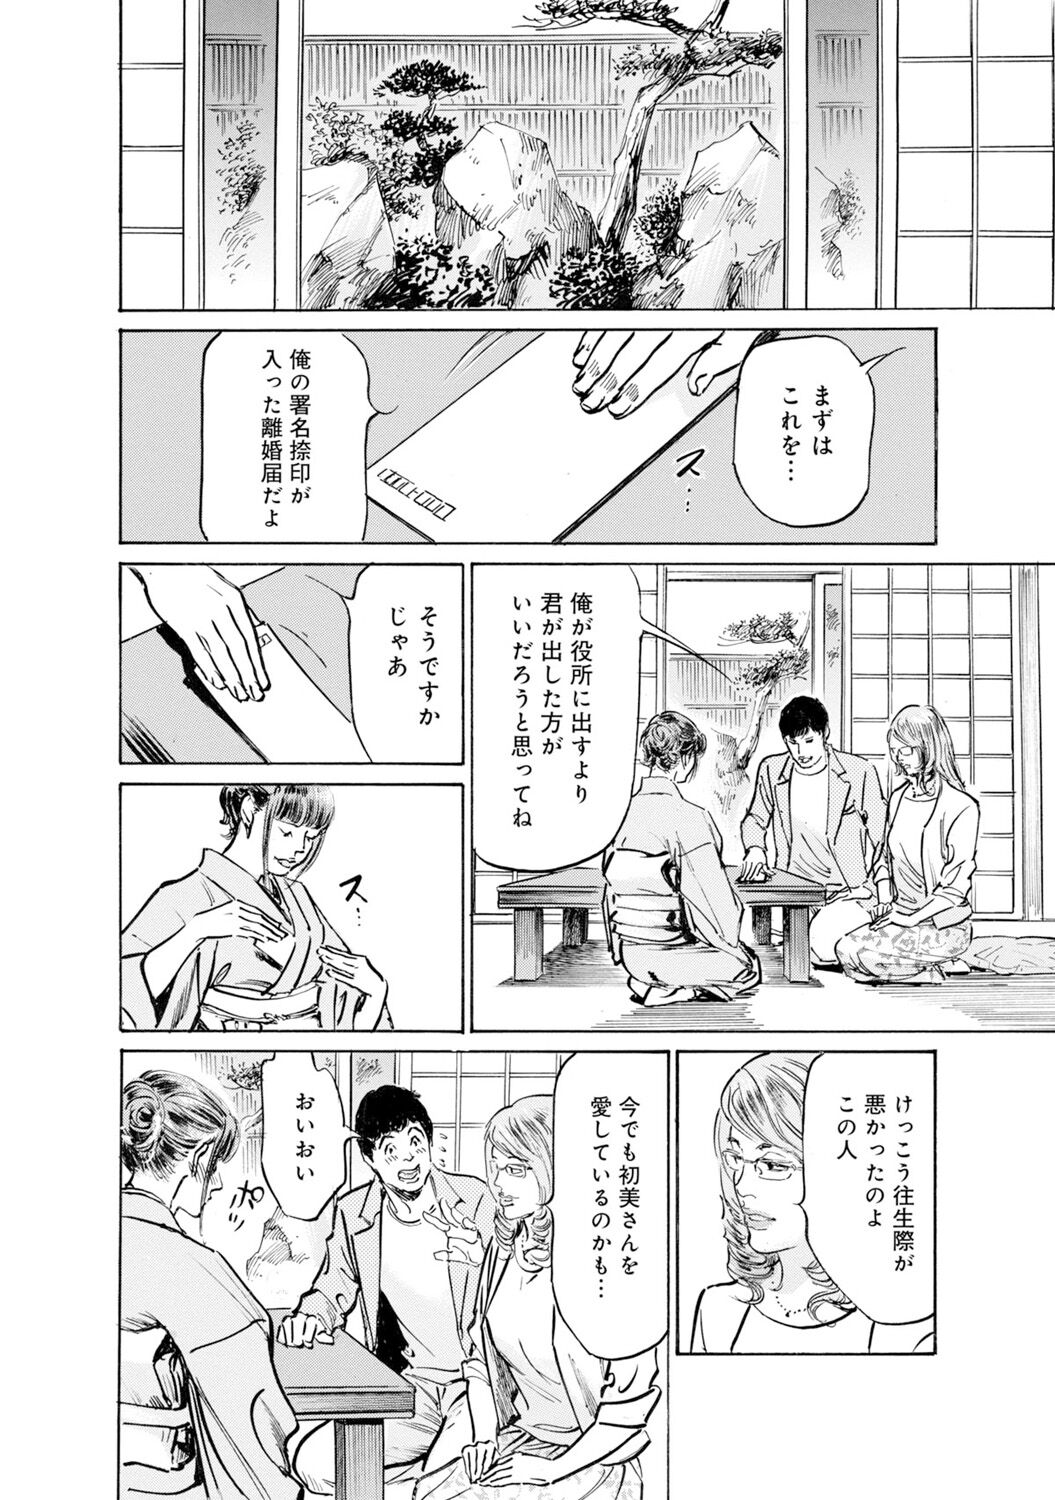 まずは
これを…
ス…
俺の署名捺印が
入った離婚届だよ
俺が役所に出すより
君が出した方が
いいだろうと思ってね
そうですか
じゃあ
ス…
けっこう往生際が
悪かったのよ
この人
今でも初美さんを
愛しているのかも…
おいおい